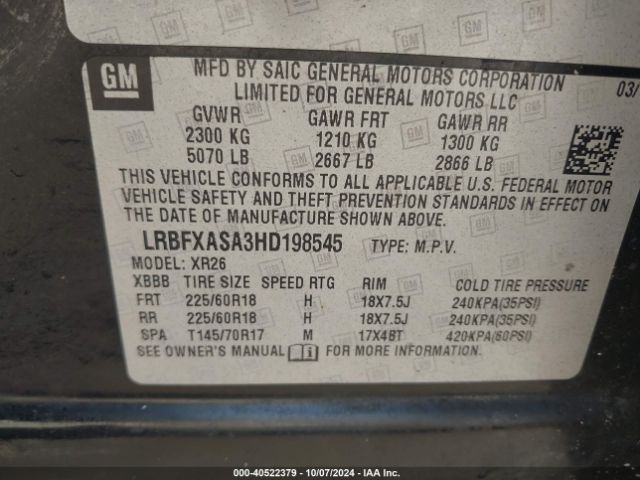 GM
MFD BY SAIC GENERAL MOTORS CORPORATION
LIMITED FOR GENERAL MOTORS LLC
03/
GVWR GAWR FRT GAWR RR
2300 KG 1210 KG 1300 KG
5070 LB 2667 LB 2866 LB
THIS VEHICLE CONFORMS TO ALL APPLICABLE U.S. FEDERAL MOTOR
VEHICLE SAFETY AND THEFT PREVENTION STANDARDS IN EFFECT ON
THE DATE OF MANUFACTURE SHOWN ABOVE.
LRBFXASA3HD198545 TYPE: M.P.V.
MODEL: XR26
XBBB TIRE SIZE SPEED RTG RIM COLD TIRE PRESSURE
FRT 225/60R18 H 18X7.5J 240KPA(35PSI)
RR 225/60R18 H 18X7.5J 240KPA(35PSI)
SPA T145/70R17 M 17X4BT 420KPA(60PSI)
SEE OWNER'S MANUAL FOR MORE INFORMATION.
000-40522379 - 10/07/2024 - IAAI.com